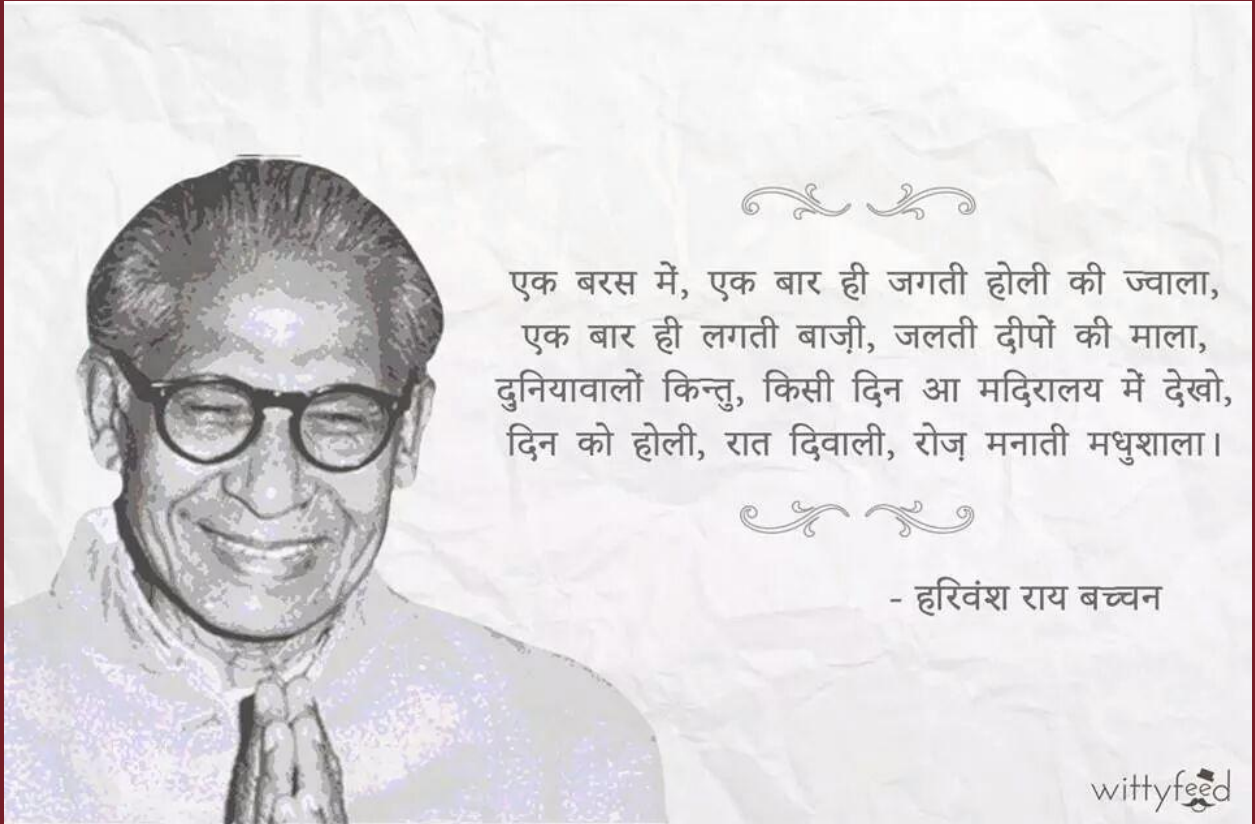 एक बरस में, एक बार ही जगती होली की ज्वाला,
एक बार ही लगती बाज़ी, जलती दीपों की माला,
दुनियावालों किन्तु, किसी दिन आ मदिरालय में देखो,
दिन को होली, रात दिवाली, रोज़ मनाती मधुशाला।
- हरिवंश राय बच्चन
wittyfeed